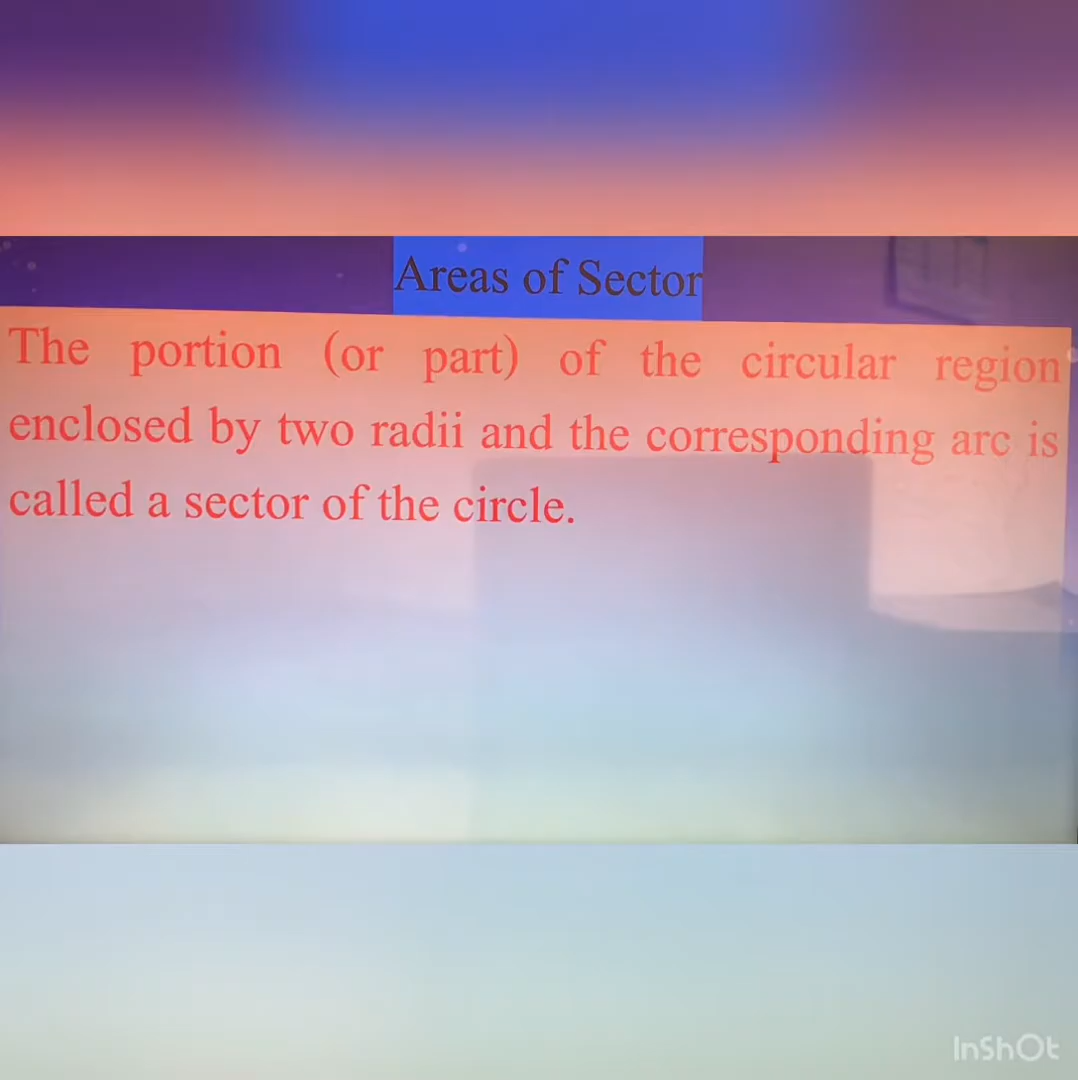 Areas of Sector
The portion (or part) of the circular region
enclosed by two radii and the corresponding arc is
called a sector of the circle.
InShOt